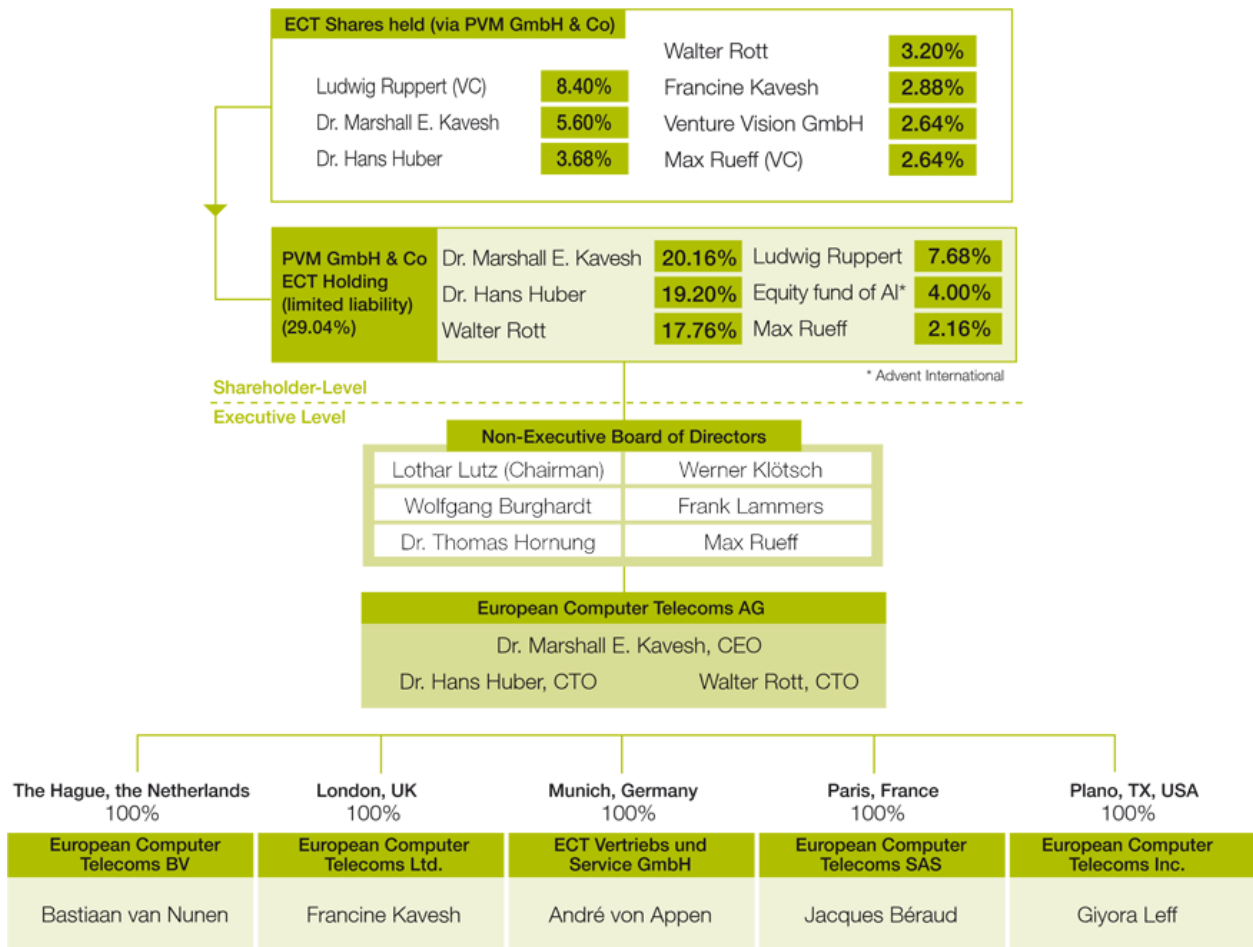 ECT Shares held (via PVM GmbH & Co)
Ludwig Ruppert (VC) 8.40%
Dr. Marshall E. Kavesh 5.60%
Dr. Hans Huber 3.68%
Walter Rott 3.20%
Francine Kavesh 2.88%
Venture Vision GmbH 2.64%
Max Rueff (VC) 2.64%
PVM GmbH & Co
ECT Holding
(limited liability)
(29.04%)
Dr. Marshall E. Kavesh 20.16%
Dr. Hans Huber 19.20%
Walter Rott 17.76%
Ludwig Ruppert 7.68%
Equity fund of AI* 4.00%
Max Rueff 2.16%
* Advent International
Shareholder-Level
Executive Level
Non-Executive Board of Directors
Lothar Lutz (Chairman) Werner Klötsch
Wolfgang Burghardt Frank Lammers
Dr. Thomas Hornung Max Rueff
European Computer Telecoms AG
Dr. Marshall E. Kavesh, CEO
Dr. Hans Huber, CTO Walter Rott, CTO
The Hague, the Netherlands
100%
European Computer
Telecoms BV
Bastiaan van Nunen
London, UK
100%
European Computer
Telecoms Ltd.
Francine Kavesh
Munich, Germany
100%
ECT Vertriebs und
Service GmbH
André von Appen
Paris, France
100%
European Computer
Telecoms SAS
Jacques Béraud
Plano, TX, USA
100%
European Computer
Telecoms Inc.
Giyora Leff